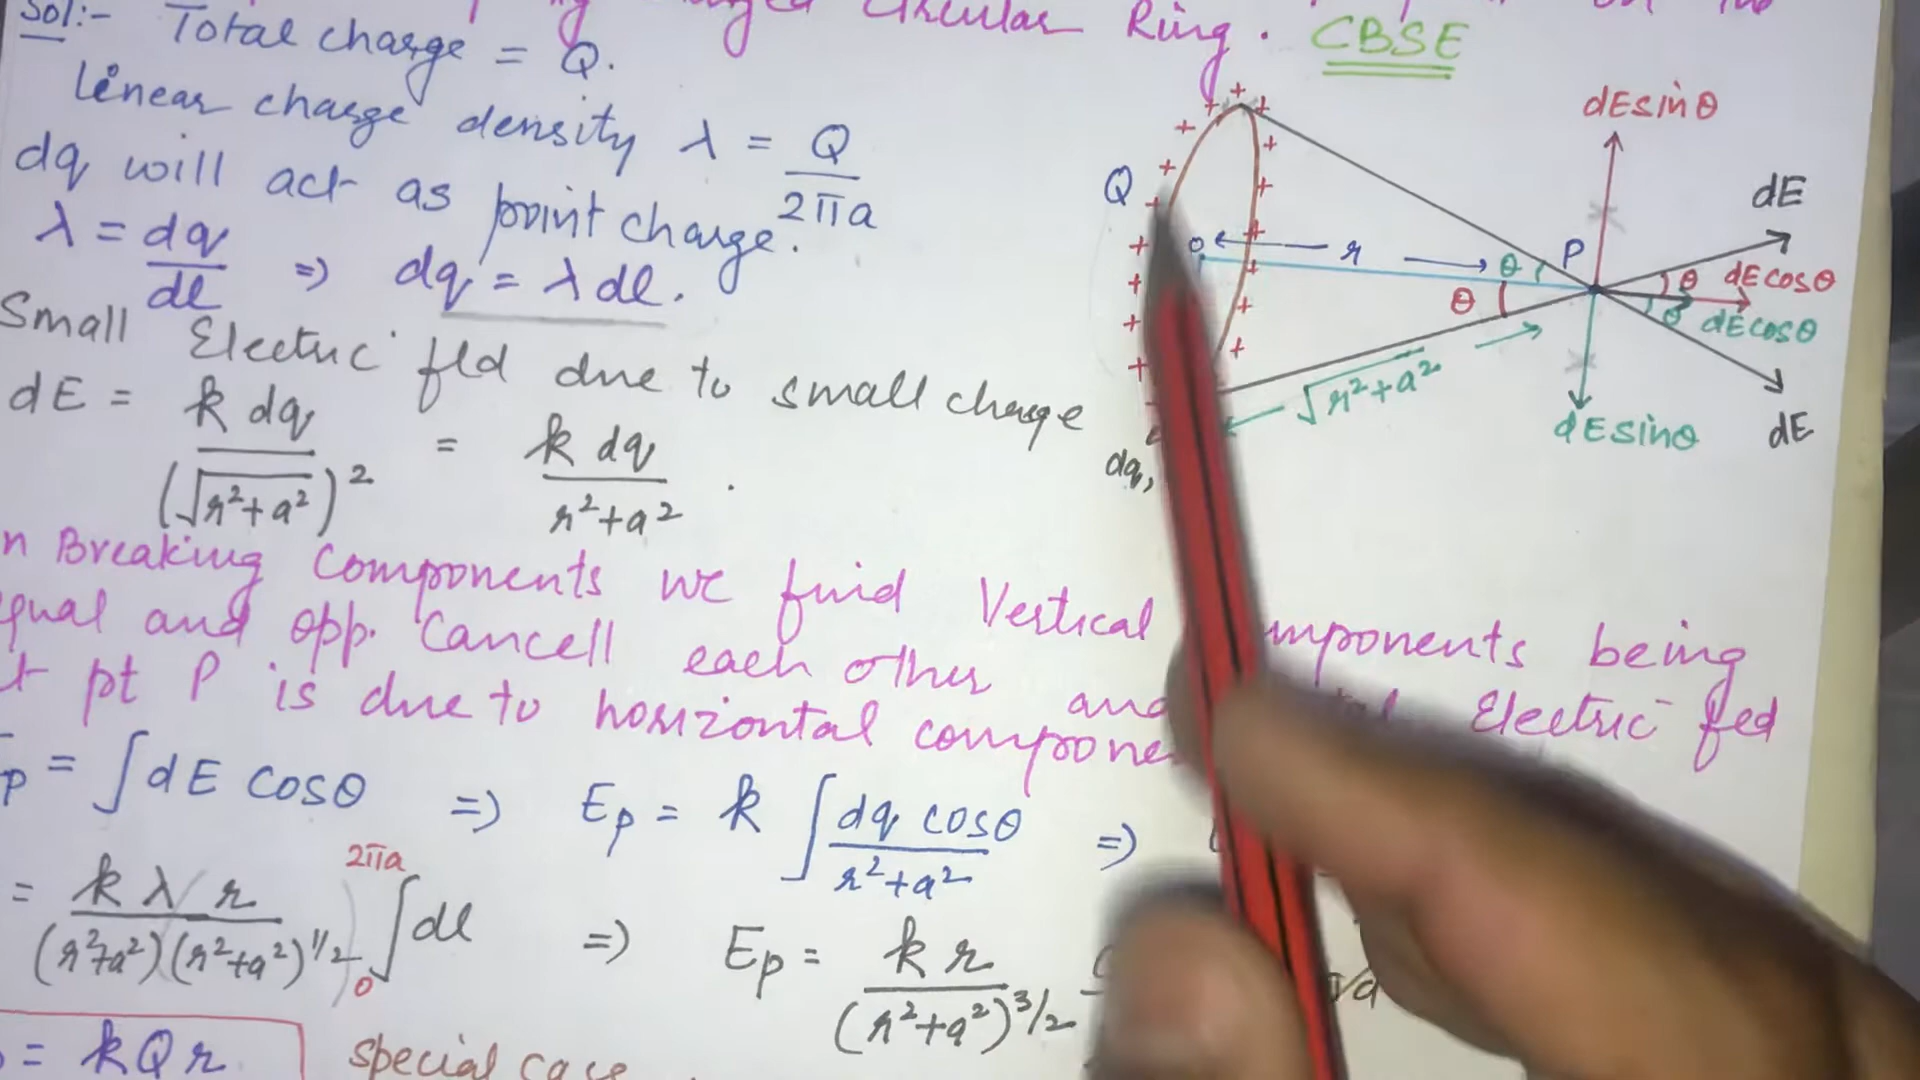 Circular Ring.
CBSE
Sol:- Total charge = Q.
Linear charge density λ = Q / 2πa
dq will act as point charge.
λ = dq/dl => dq = λ dl.
Small Electric fld due to small charge
dE = k dq / (√r²+a²)² = k dq / r²+a² .
n Breaking Components we find Vertical mponents being
qual and opp. Cancell each other and Electric fed
t pt P is due to horizontal compone
p = ∫dE cosθ => Ep = k ∫ dq cosθ / r²+a² =>
= k λ r / (r²+a²)(r²+a²)^1/2 ∫₀^2πa dl => Ep = k r / (r²+a²)^3/2
= kQr
special case
Q
o
r
θ
θ
P
√r²+a²
dq,
dEsinθ
dE
θ dEcosθ
θ dEcosθ
dEsinθ
dE
+ + + + + + + + + + + + + + + + +